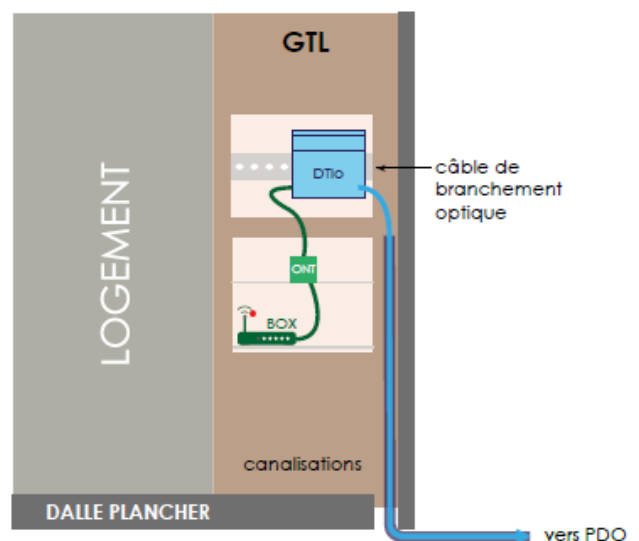 GTL
LOGEMENT
DTIo
câble de
branchement
optique
ONT
BOX
canalisations
DALLE PLANCHER
vers PDO